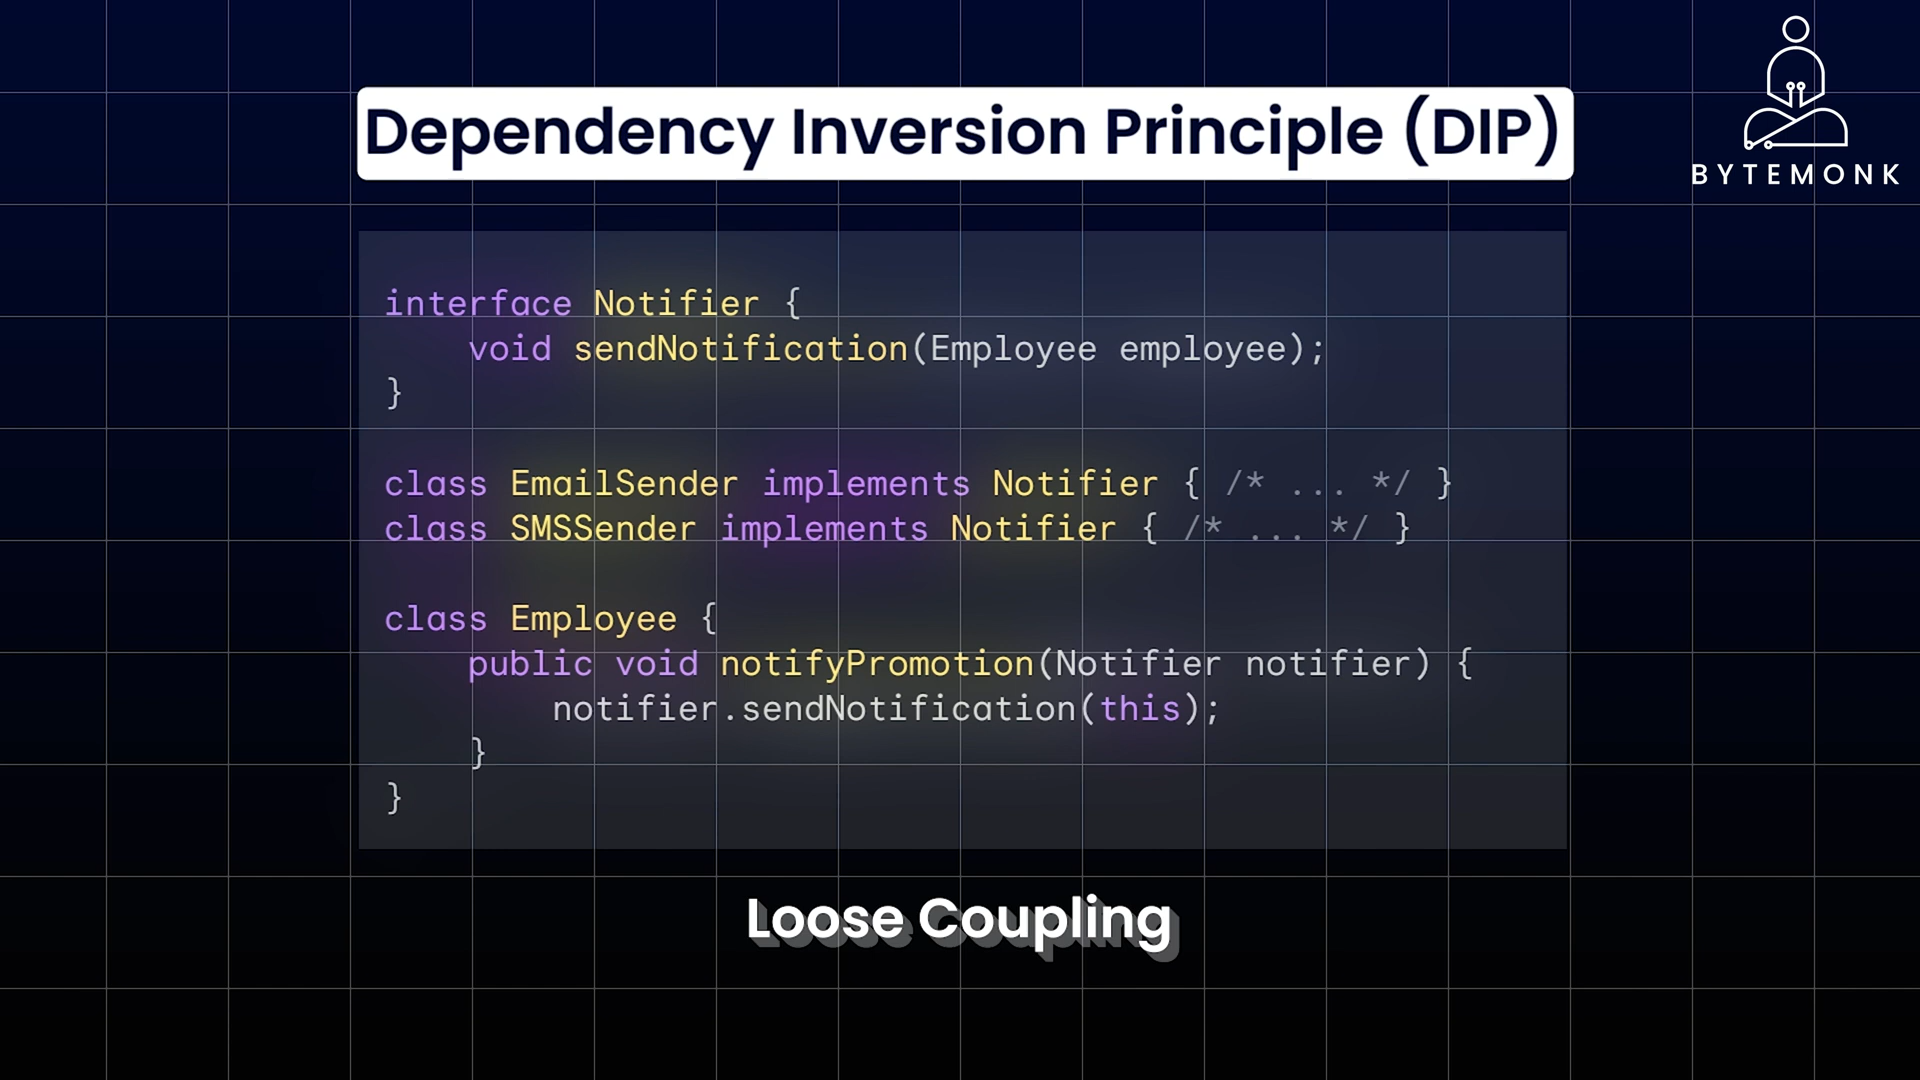 BYTEMONK
Dependency Inversion Principle (DIP)
interface Notifier {
    void sendNotification(Employee employee);
}
class EmailSender implements Notifier { /* ... */ }
class SMSSender implements Notifier { /* ... */ }
class Employee {
    public void notifyPromotion(Notifier notifier) {
        notifier.sendNotification(this);
    }
}
Loose Coupling